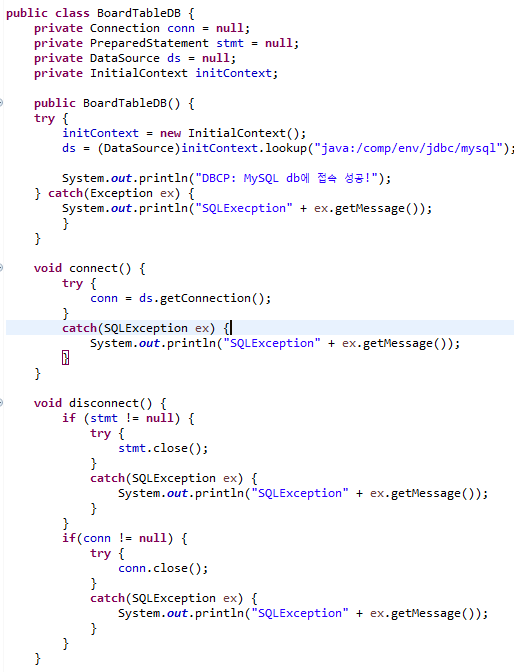 public class BoardTableDB {
private Connection conn = null;
private PreparedStatement stmt = null;
private DataSource ds = null;
private InitialContext initContext;
public BoardTableDB() {
try {
initContext = new InitialContext();
ds = (DataSource)initContext.lookup("java:/comp/env/jdbc/mysql");
System.out.println("DBCP: MySQL db에 접속 성공!");
} catch(Exception ex) {
System.out.println("SQLExecption" + ex.getMessage());
}
}
void connect() {
try {
conn = ds.getConnection();
}
catch(SQLException ex) {
System.out.println("SQLException" + ex.getMessage());
}
}
void disconnect() {
if (stmt != null) {
try {
stmt.close();
}
catch(SQLException ex) {
System.out.println("SQLException" + ex.getMessage());
}
}
if(conn != null) {
try {
conn.close();
}
catch(SQLException ex) {
System.out.println("SQLException" + ex.getMessage());
}
}
}